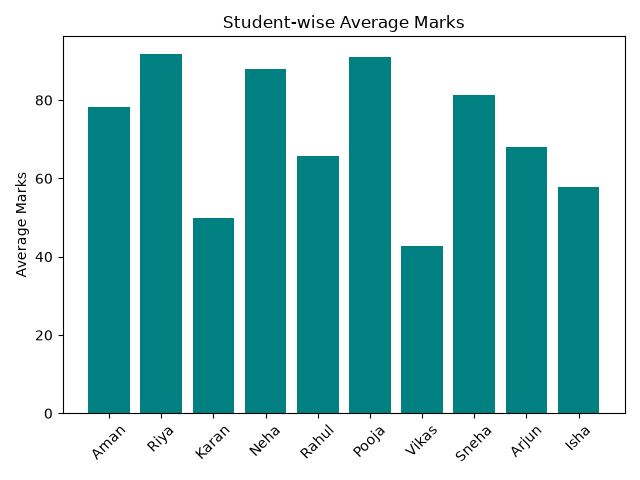 Student-wise Average Marks
Average Marks
80
60
40
20
0
Aman
Riya
Karan
Neha
Rahul
Pooja
Vikas
Sneha
Arjun
Isha